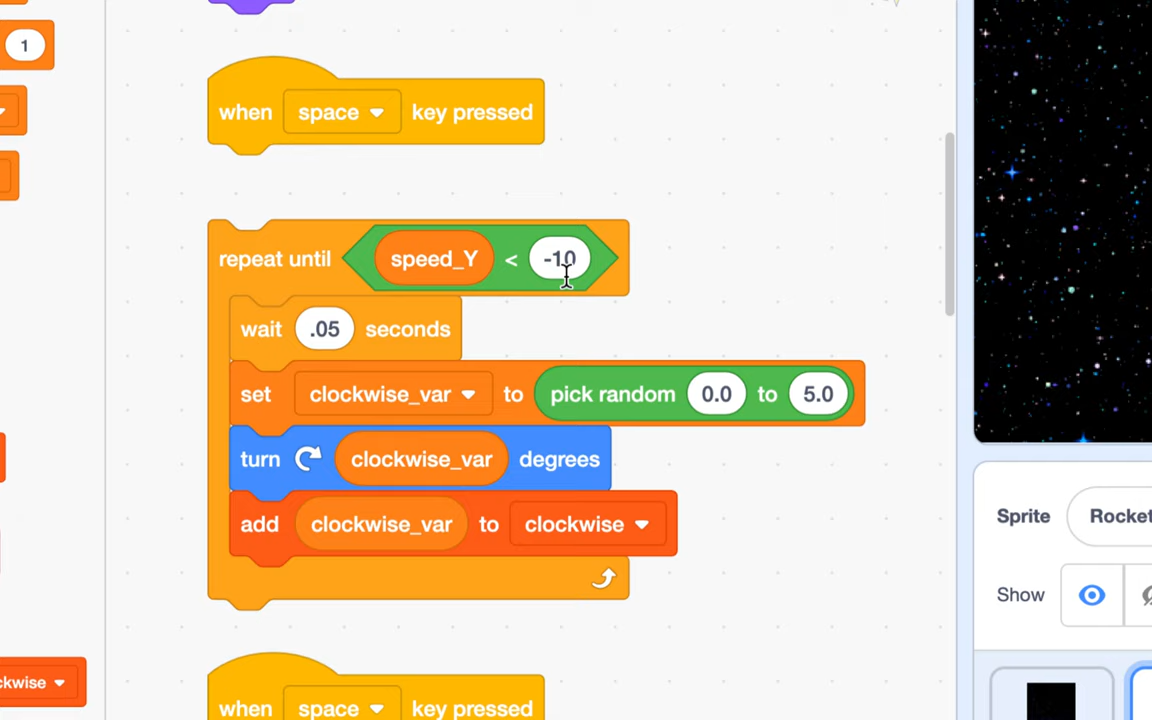 1
when space key pressed
repeat until speed_Y < -10
wait .05 seconds
set clockwise_var to pick random 0.0 to 5.0
turn clockwise_var degrees
add clockwise_var to clockwise
Sprite Rocket
Show
ckwise
when space key pressed